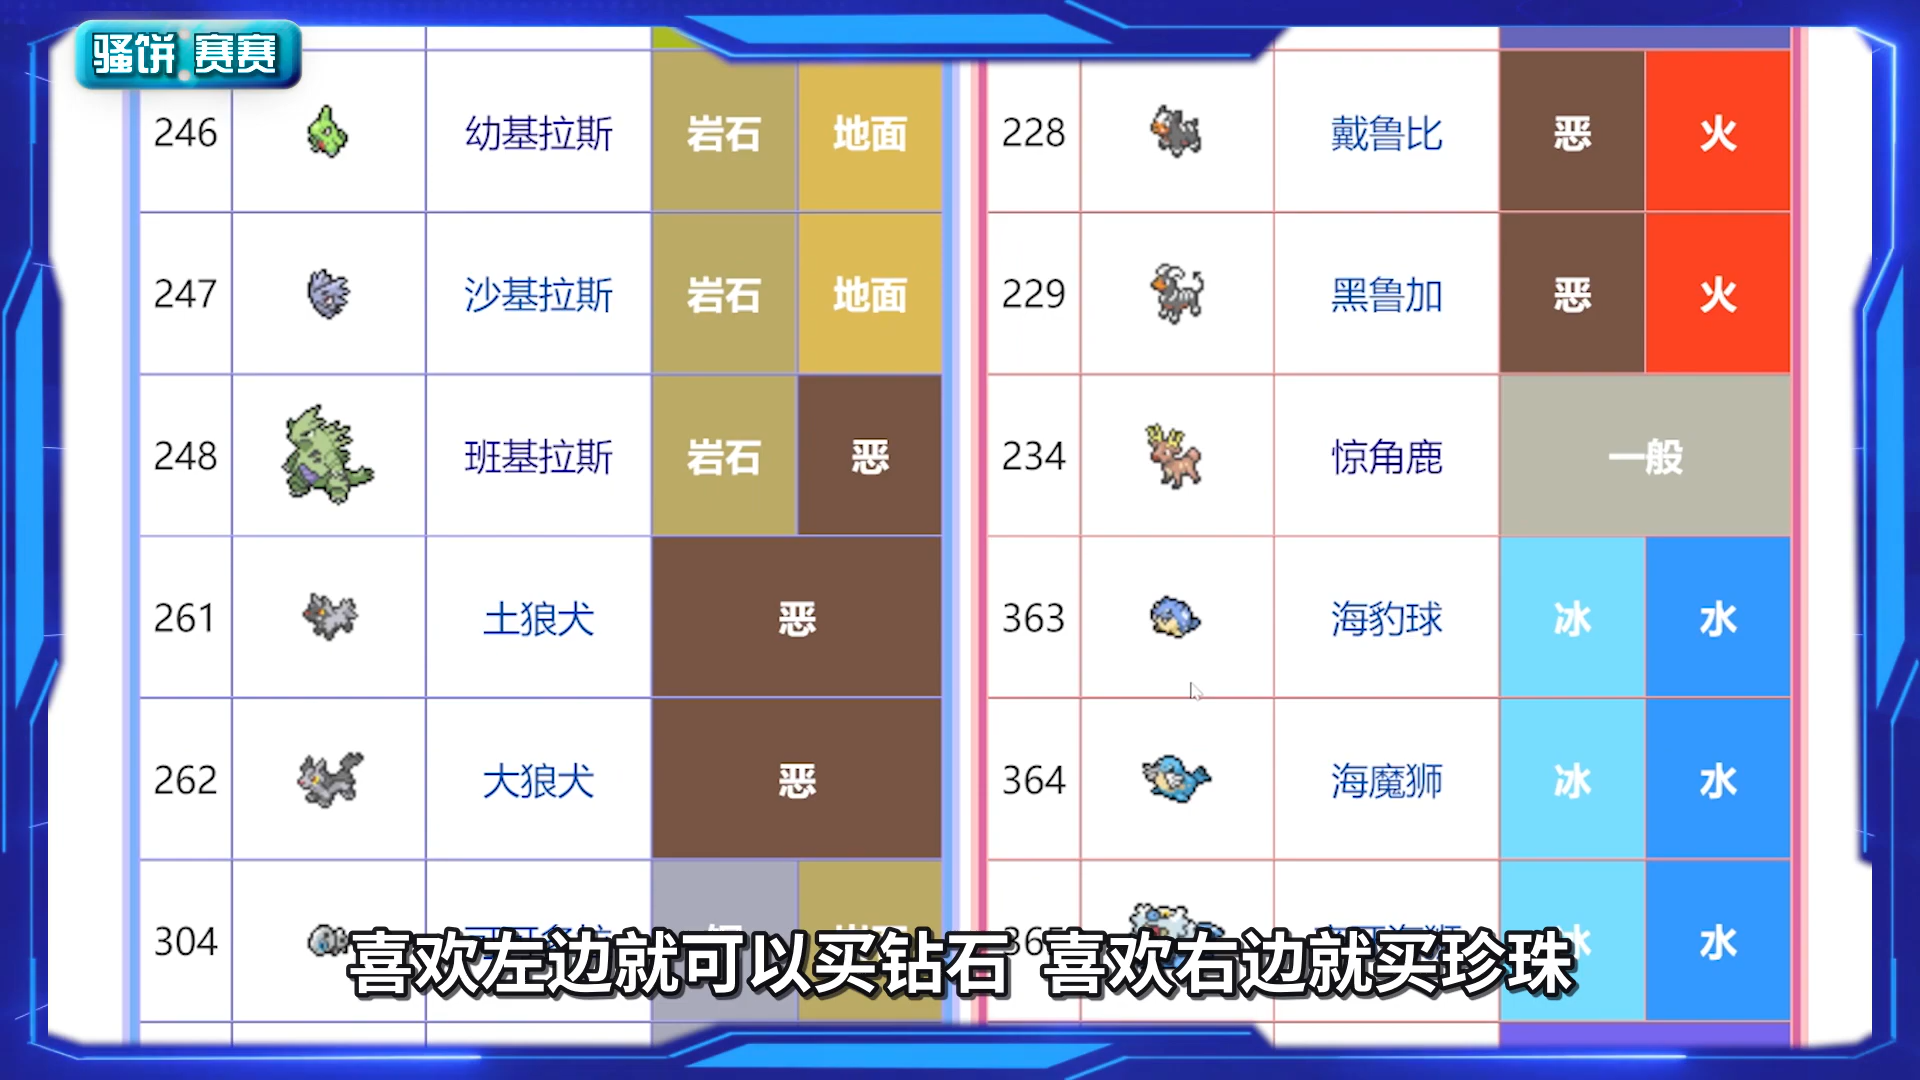 骚饼 赛赛
246 幼基拉斯 岩石 地面 228 戴鲁比 恶 火
247 沙基拉斯 岩石 地面 229 黑鲁加 恶 火
248 班基拉斯 岩石 恶 234 惊角鹿 一般
261 土狼犬 恶 363 海豹球 冰 水
262 大狼犬 恶 364 海魔狮 冰 水
304 水
喜欢左边就可以买钻石 喜欢右边就买珍珠